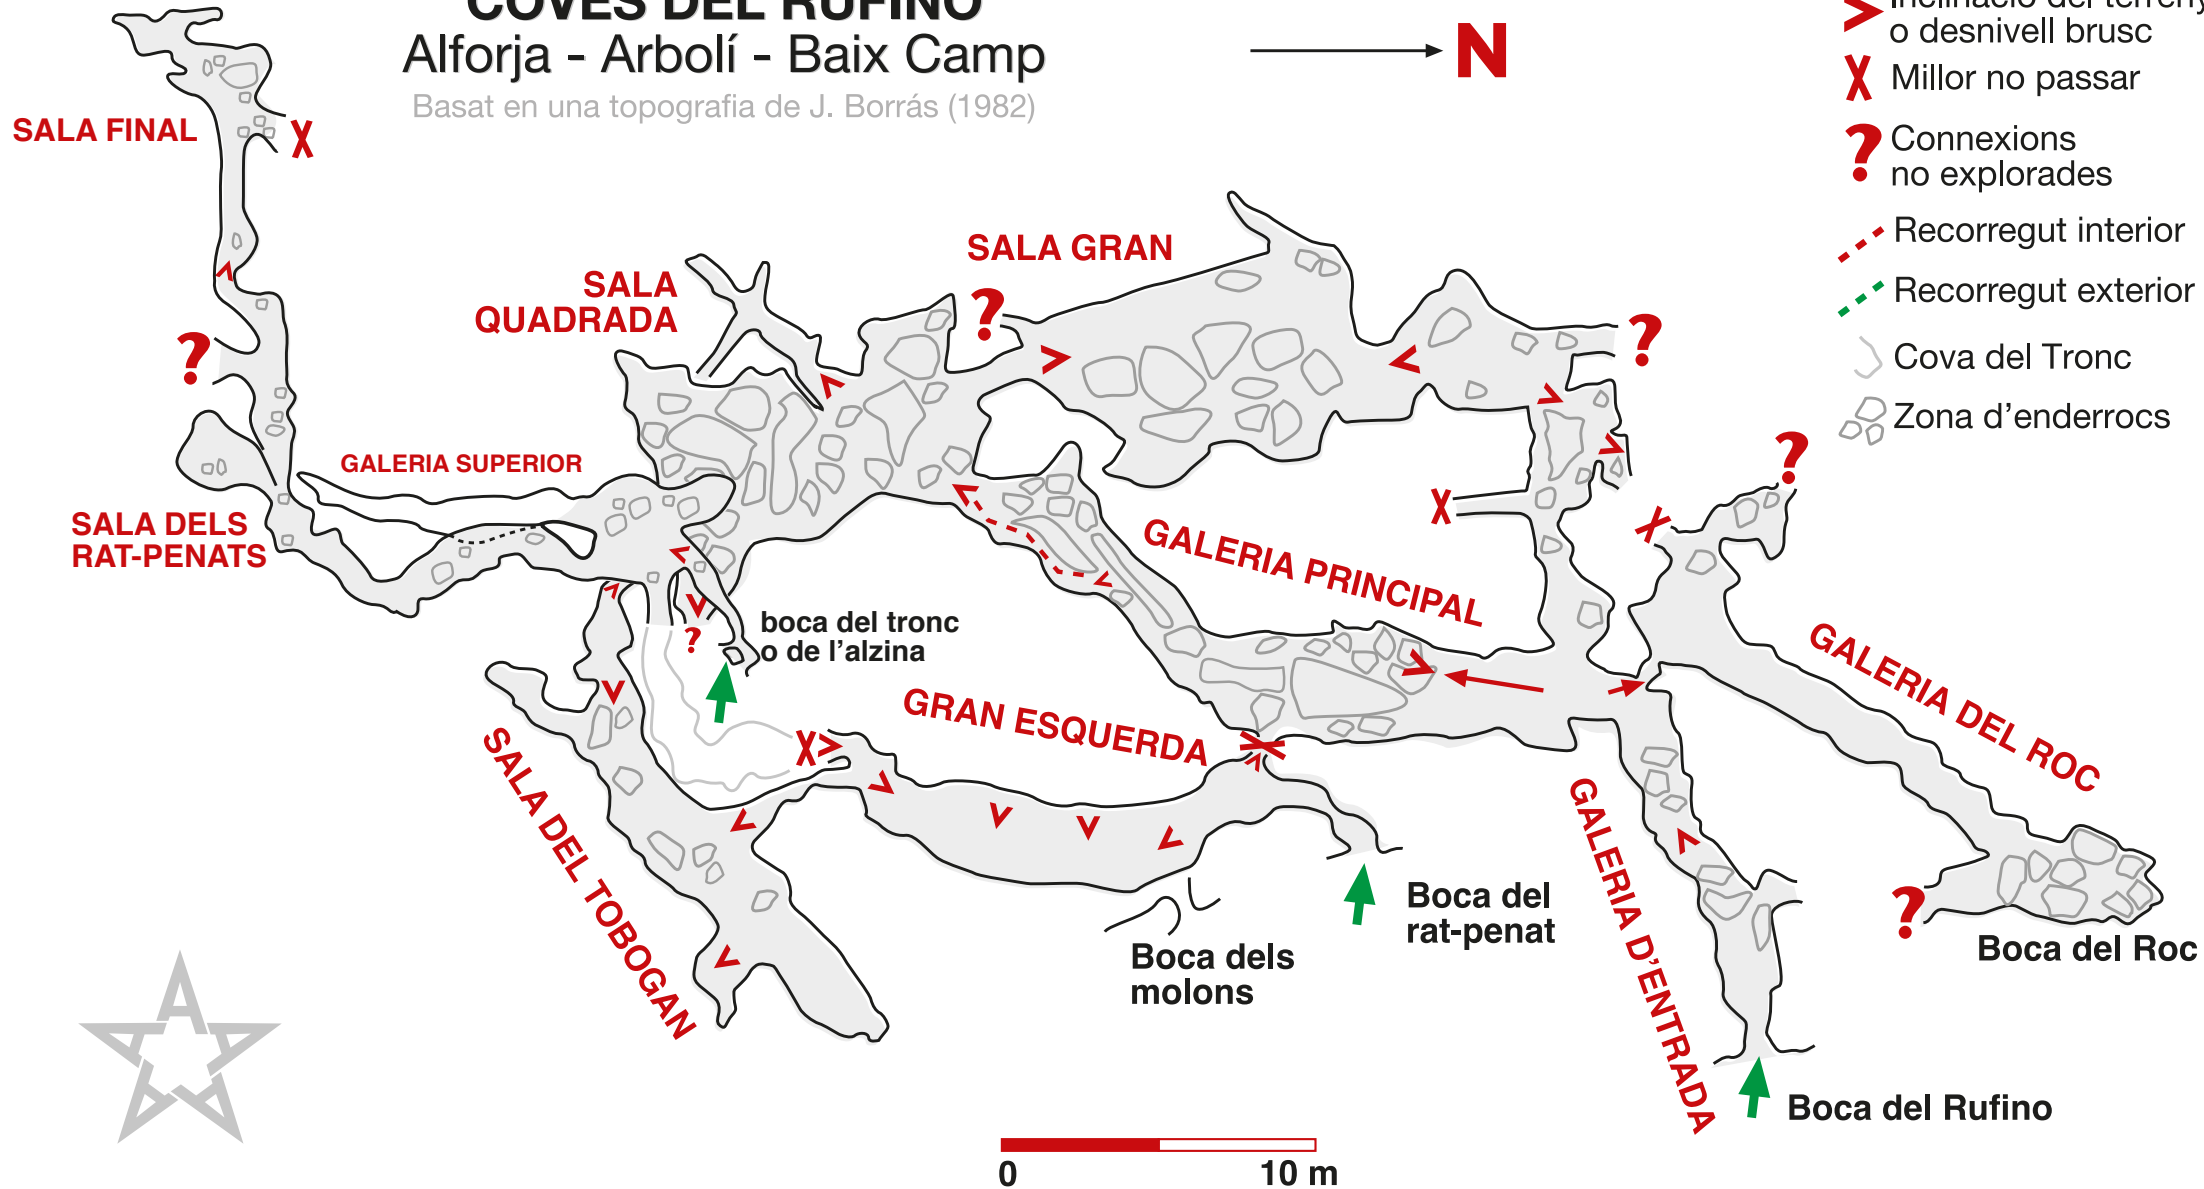 COVES DEL RUFINO
Alforja - Arbolí - Baix Camp
Basat en una topografia de J. Borrás (1982)
N
Inclinació del terreny
o desnivell brusc
Millor no passar
Connexions
no explorades
Recorregut interior
Recorregut exterior
Cova del Tronc
Zona d'enderrocs
SALA FINAL
SALA
QUADRADA
SALA GRAN
?
?
?
?
?
?
GALERIA SUPERIOR
SALA DELS
RAT-PENATS
GALERIA PRINCIPAL
boca del tronc
o de l'alzina
GRAN ESQUERDA
GALERIA DEL ROC
SALA DEL TOBOGAN
GALERIA D'ENTRADA
Boca del
rat-penat
Boca dels
molons
Boca del Roc
Boca del Rufino
0 10 m